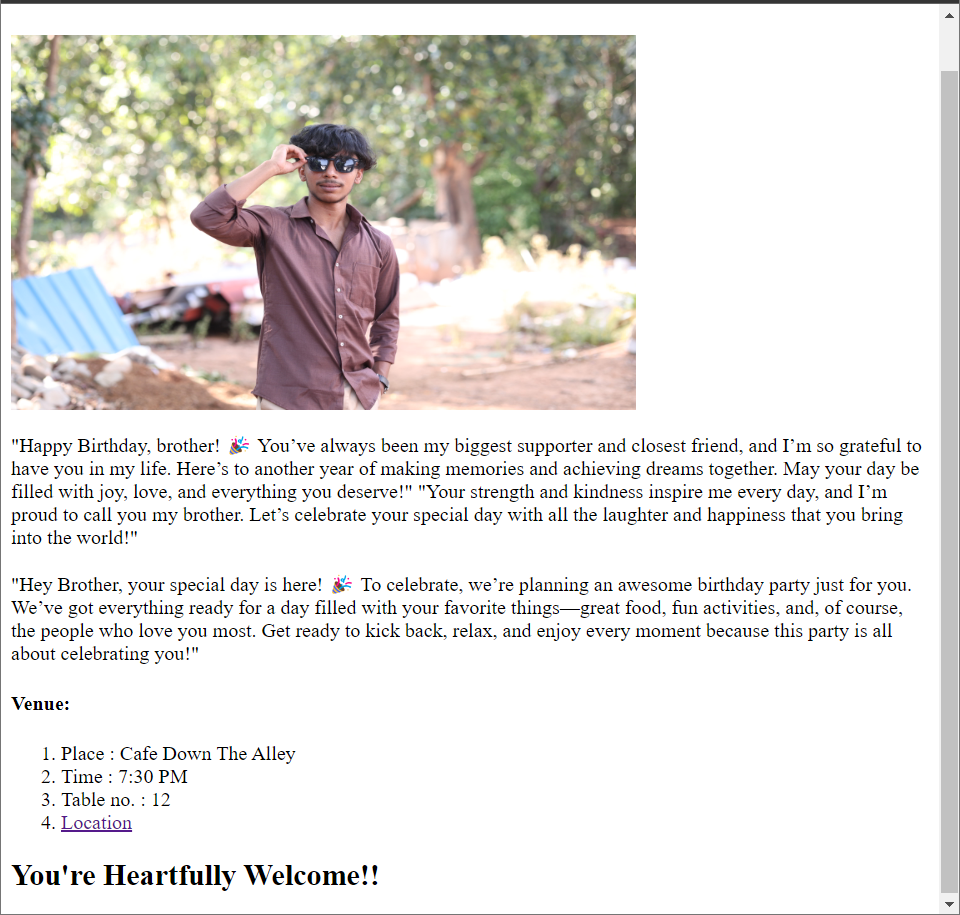 "Happy Birthday, brother! 🎉 You’ve always been my biggest supporter and closest friend, and I’m so grateful to
have you in my life. Here’s to another year of making memories and achieving dreams together. May your day be
filled with joy, love, and everything you deserve!" "Your strength and kindness inspire me every day, and I’m
proud to call you my brother. Let’s celebrate your special day with all the laughter and happiness that you bring
into the world!"
"Hey Brother, your special day is here! 🎉 To celebrate, we’re planning an awesome birthday party just for you.
We’ve got everything ready for a day filled with your favorite things—great food, fun activities, and, of course,
the people who love you most. Get ready to kick back, relax, and enjoy every moment because this party is all
about celebrating you!"
Venue:
1. Place : Cafe Down The Alley
2. Time : 7:30 PM
3. Table no. : 12
4. Location
You're Heartfully Welcome!!